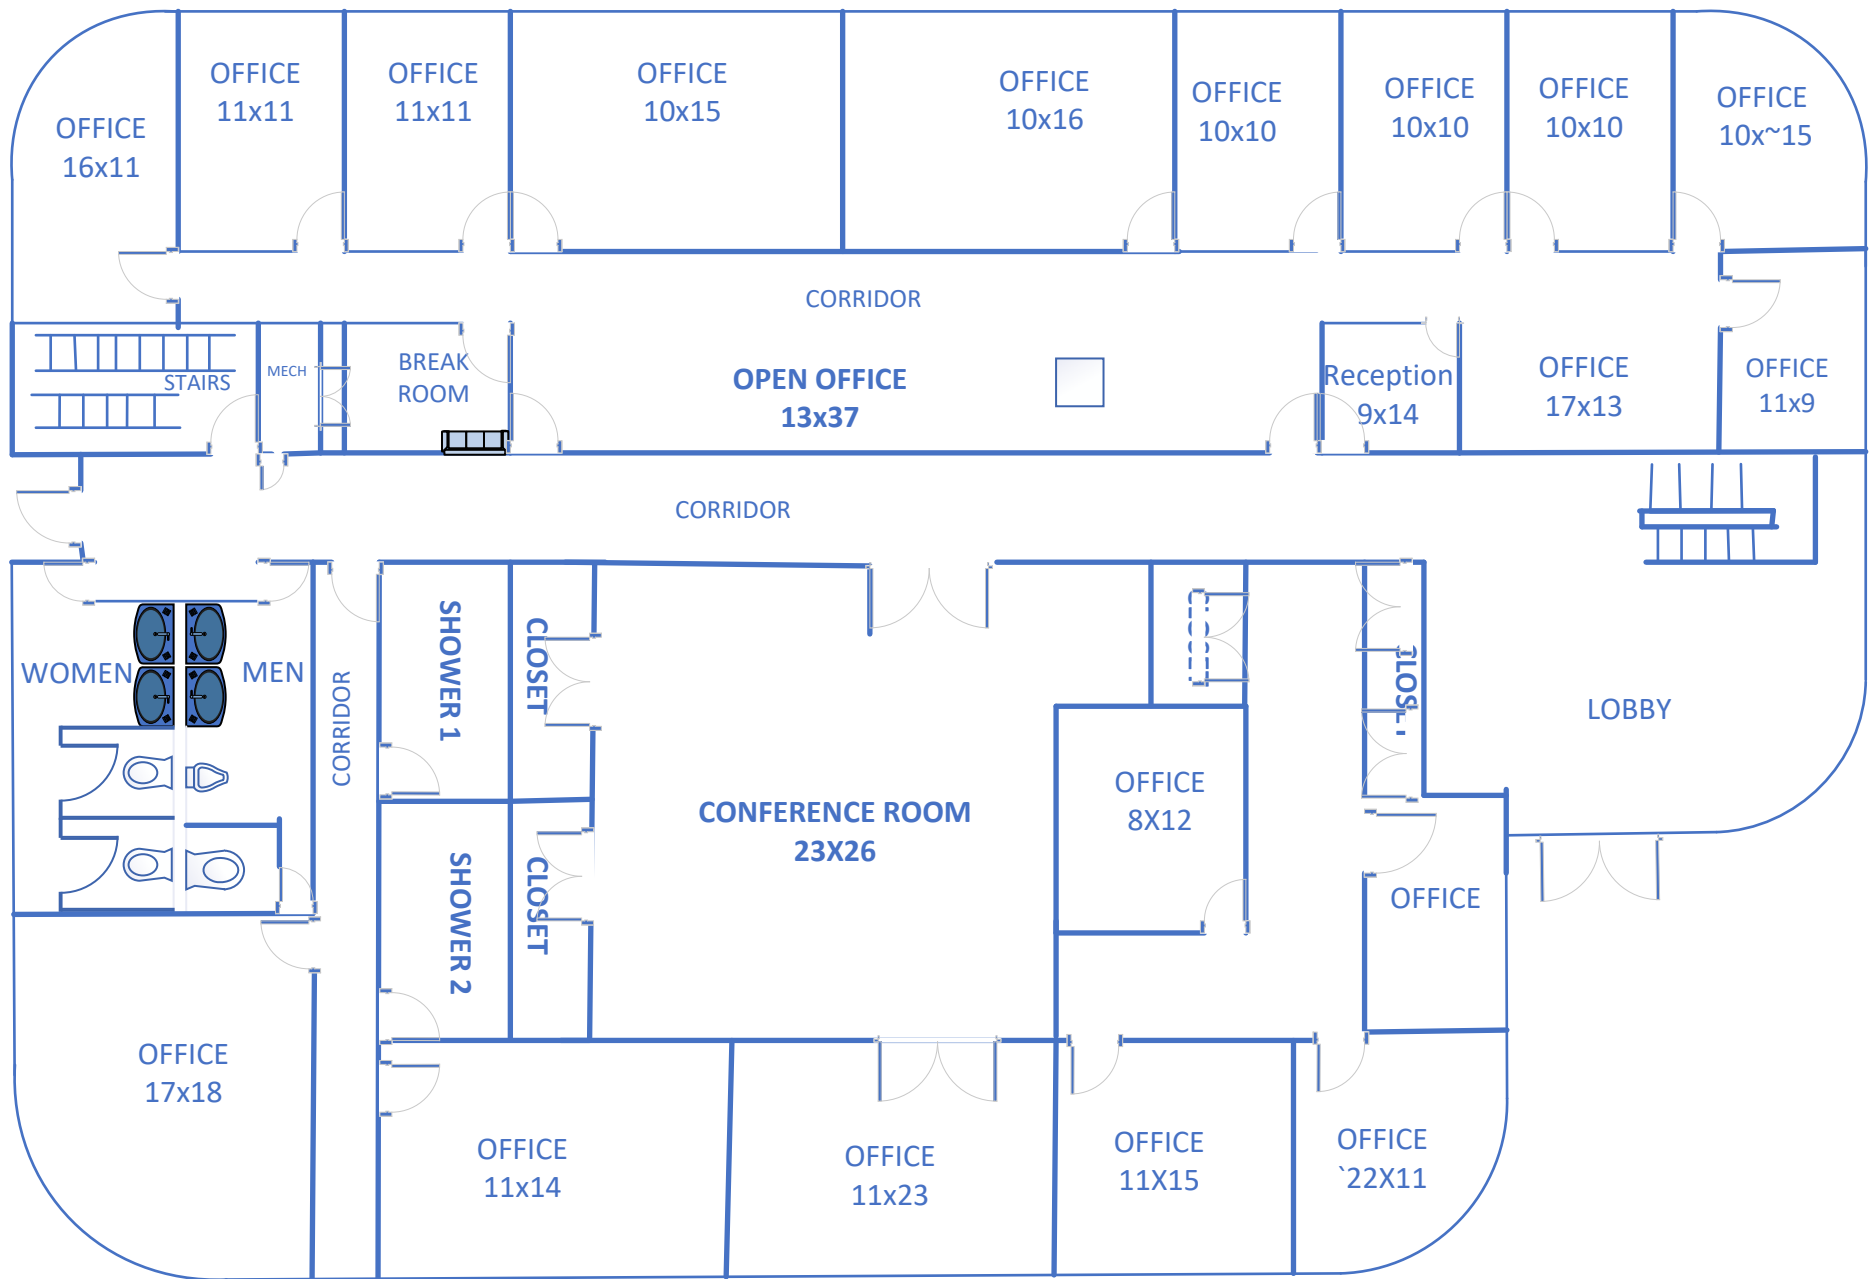 OFFICE
16x11
OFFICE
11x11
OFFICE
11x11
OFFICE
10x15
OFFICE
10x16
OFFICE
10x10
OFFICE
10x10
OFFICE
10x10
OFFICE
10x~15
CORRIDOR
STAIRS
MECH
BREAK
ROOM
OPEN OFFICE
13x37
Reception
9x14
OFFICE
17x13
OFFICE
11x9
CORRIDOR
WOMEN
MEN
CORRIDOR
SHOWER 1
CLOSET
CONFERENCE ROOM
23X26
OFFICE
8X12
CLOSET
LOBBY
SHOWER 2
CLOSET
OFFICE
OFFICE
17x18
OFFICE
11x14
OFFICE
11x23
OFFICE
11X15
OFFICE
`22X11